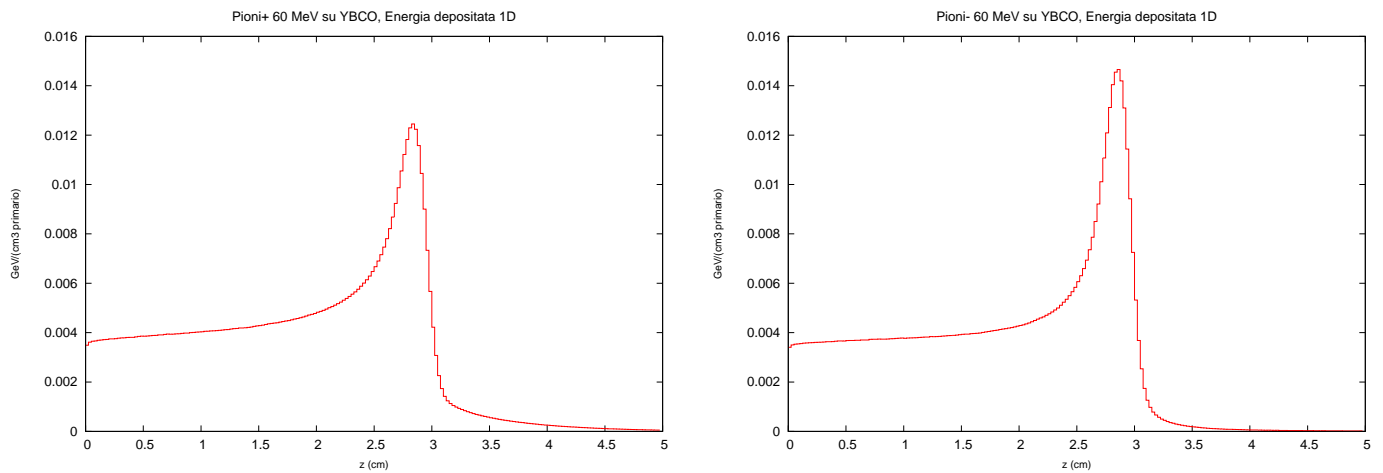 Pioni+ 60 MeV su YBCO, Energia depositata 1D
0.016
0.014
0.012
0.01
0.008
0.006
0.004
0.002
0
GeV/(cm3 primario)
0 0.5 1 1.5 2 2.5 3 3.5 4 4.5 5
z (cm)
Pioni- 60 MeV su YBCO, Energia depositata 1D
0.016
0.014
0.012
0.01
0.008
0.006
0.004
0.002
0
GeV/(cm3 primario)
0 0.5 1 1.5 2 2.5 3 3.5 4 4.5 5
z (cm)